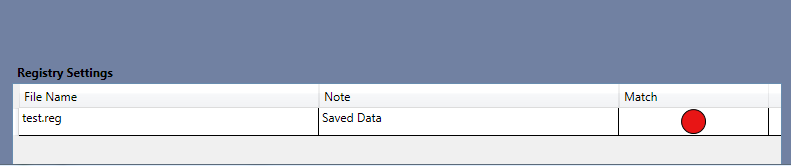 Registry Settings
File Name Note Match
test.reg Saved Data